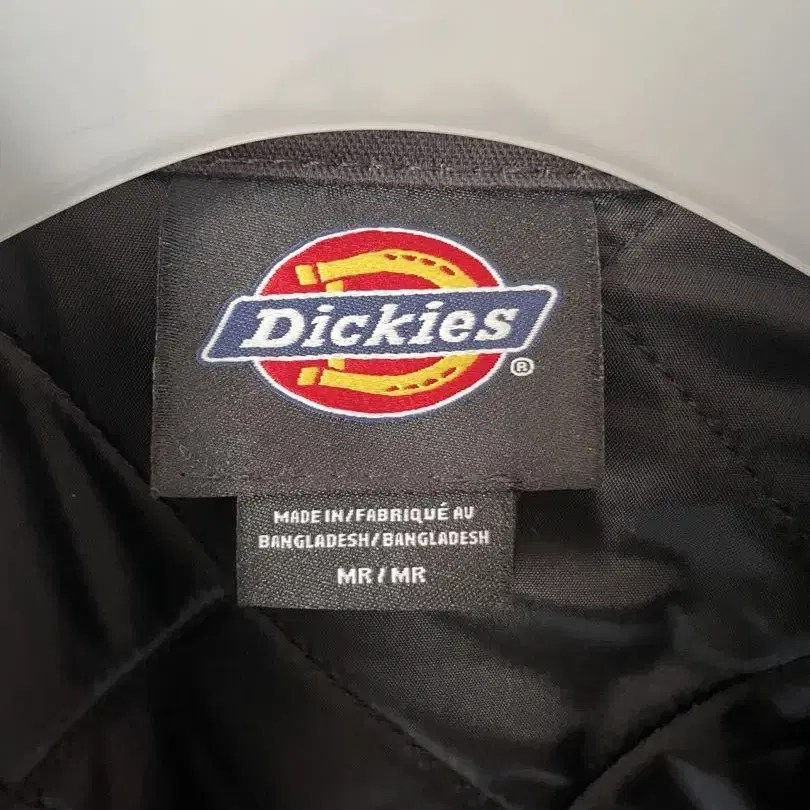 Dickies
®
MADE IN/FABRIQUÉ AU
BANGLADESH/BANGLADESH
MR/MR